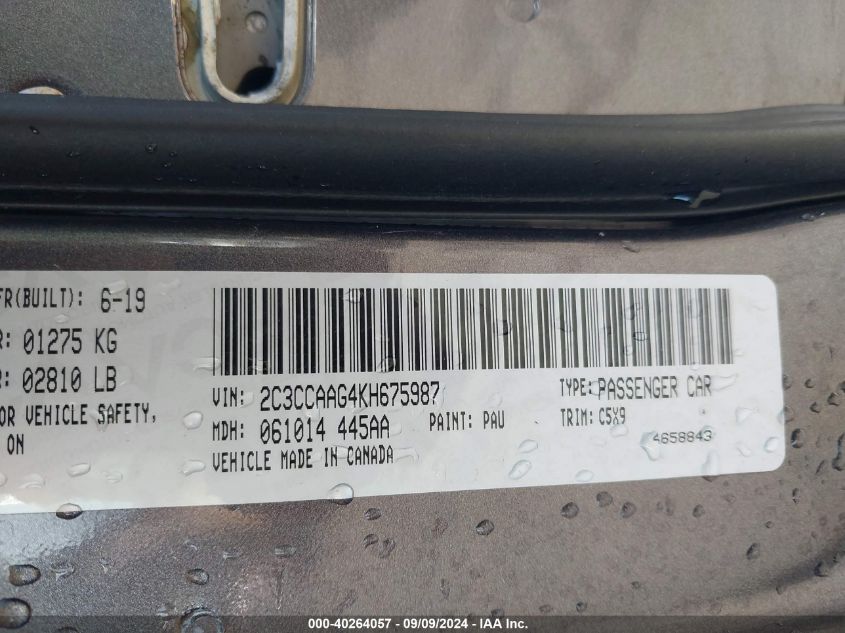 FR(BUILT): 6-19
R: 01275 KG
R: 02810 LB
OR VEHICLE SAFETY,
ON
VIN: 2C3CCAAG4KH675987
TYPE: PASSENGER CAR
MDH: 061014 445AA
PAINT: PAU
TRIM: C5X9
VEHICLE MADE IN CANADA
4658843
000-40264057 - 09/09/2024 - IAA Inc.